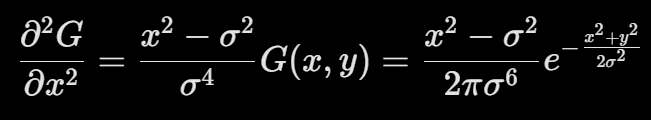 ∂²G/∂x² = (x² − σ²)/σ⁴ G(x, y) = (x² − σ²)/(2πσ⁶) e^(−(x²+y²)/(2σ²))